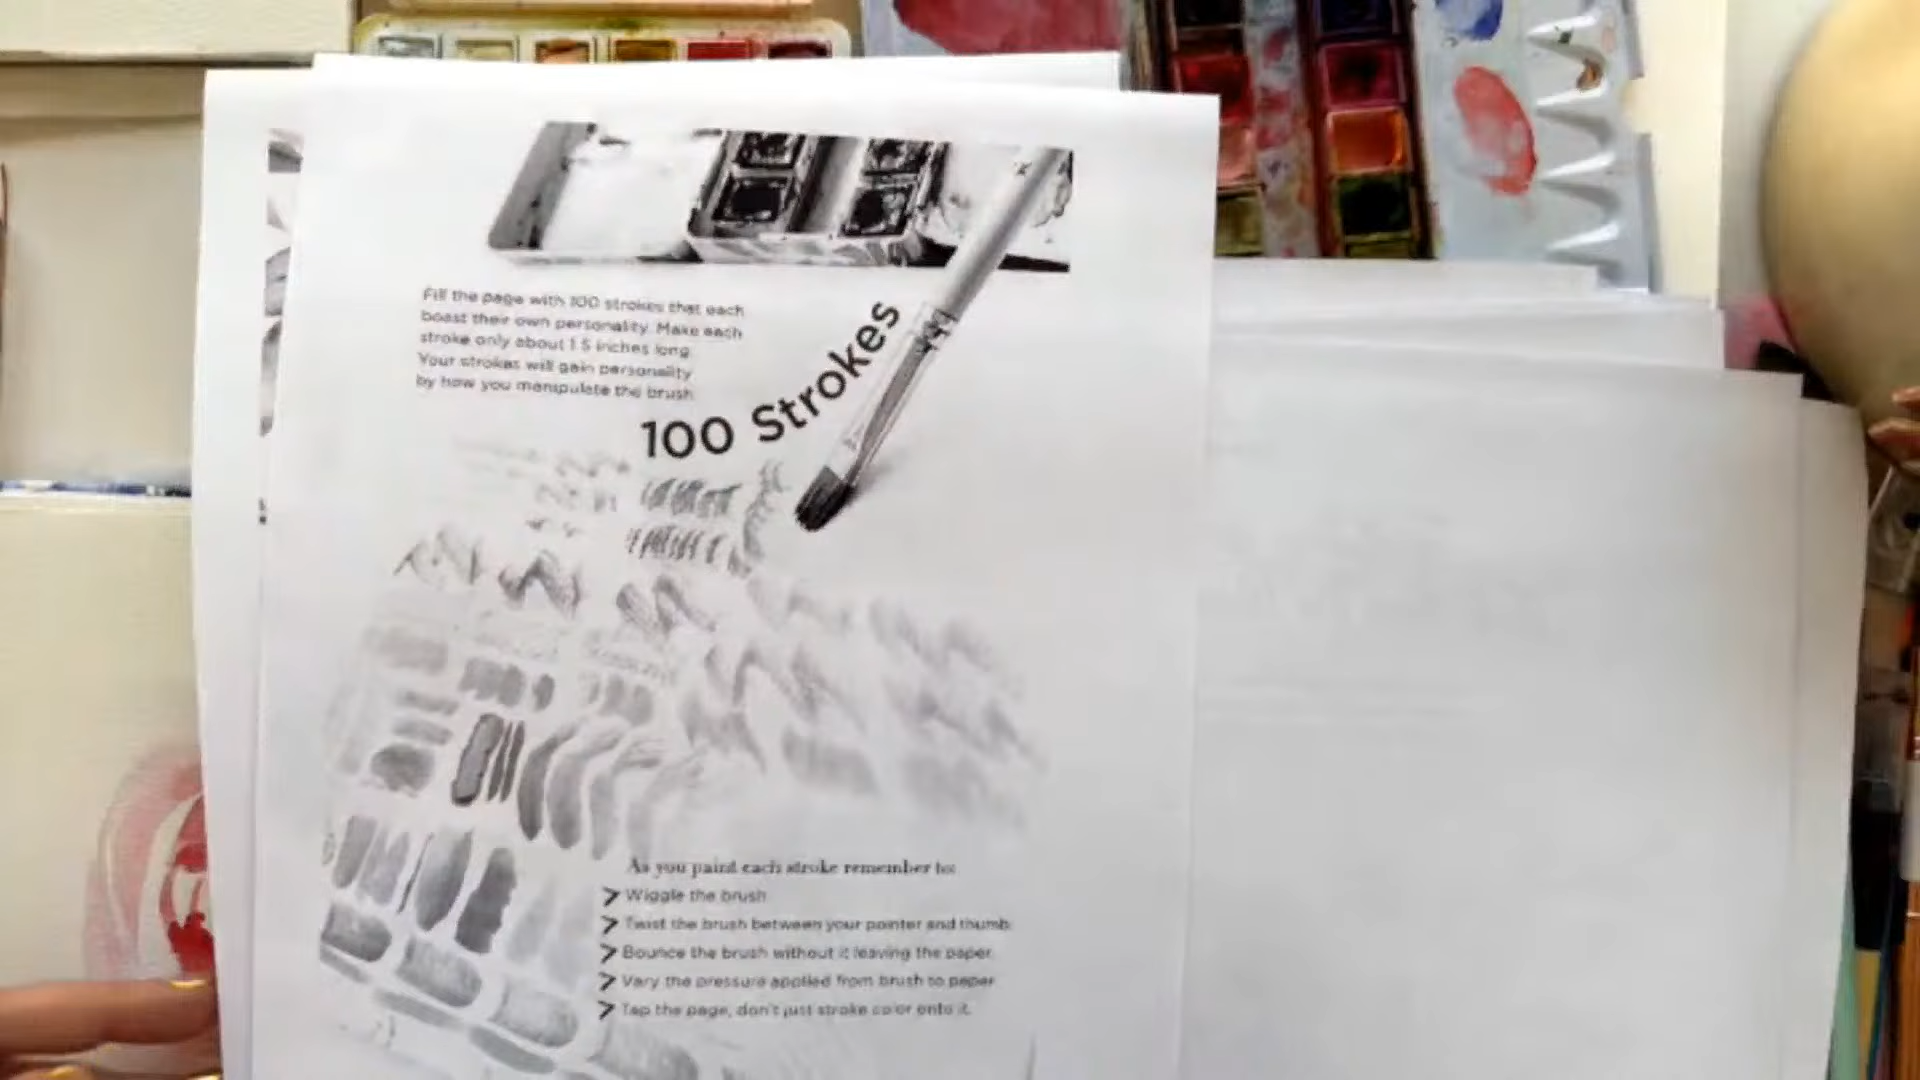 Fill the page with 100 strokes that each
boast their own personality. Make each
stroke only about 1.5 inches long.
Your strokes will gain personality
by how you manipulate the brush.
100 Strokes
As you paint each stroke remember to:
Wiggle the brush
Twist the brush between your pointer and thumb.
Bounce the brush without it leaving the paper.
Vary the pressure applied from brush to paper
Tap the page, don't just stroke color onto it.